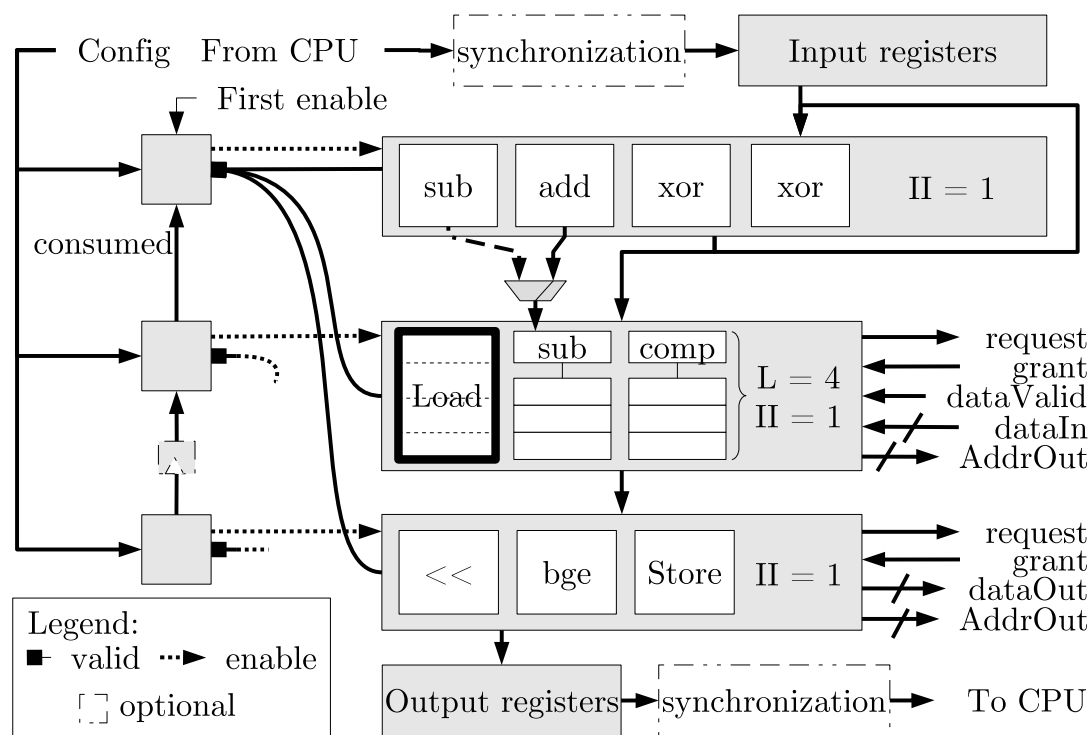 Config From CPU synchronization Input registers
First enable
sub add xor xor II = 1
consumed
sub comp
Load
L = 4
II = 1
request
grant
dataValid
dataIn
AddrOut
<< bge Store II = 1
request
grant
dataOut
AddrOut
Legend:
valid enable
optional
Output registers synchronization To CPU